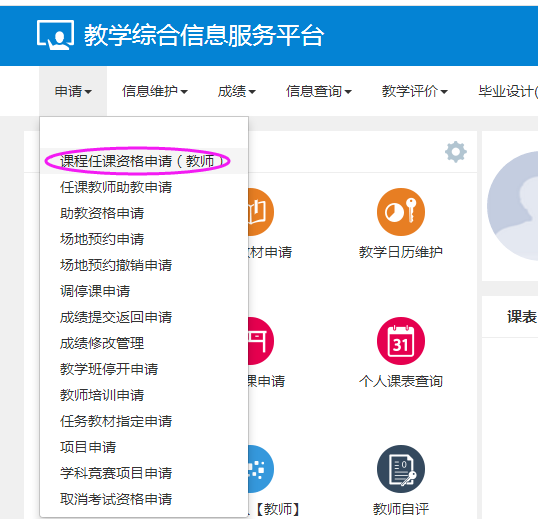 教学综合信息服务平台
申请 信息维护 成绩 信息查询 教学评价 毕业设计(
课程任课资格申请（教师）
任课教师助教申请
助教资格申请
场地预约申请
场地预约撤销申请
调停课申请
成绩提交返回申请
成绩修改管理
教学班停开申请
教师培训申请
任务教材指定申请
项目申请
学科竞赛项目申请
取消考试资格申请
材申请 教学日历维护
31
课申请 个人课表查询
0
【教师】 教师自评
课表